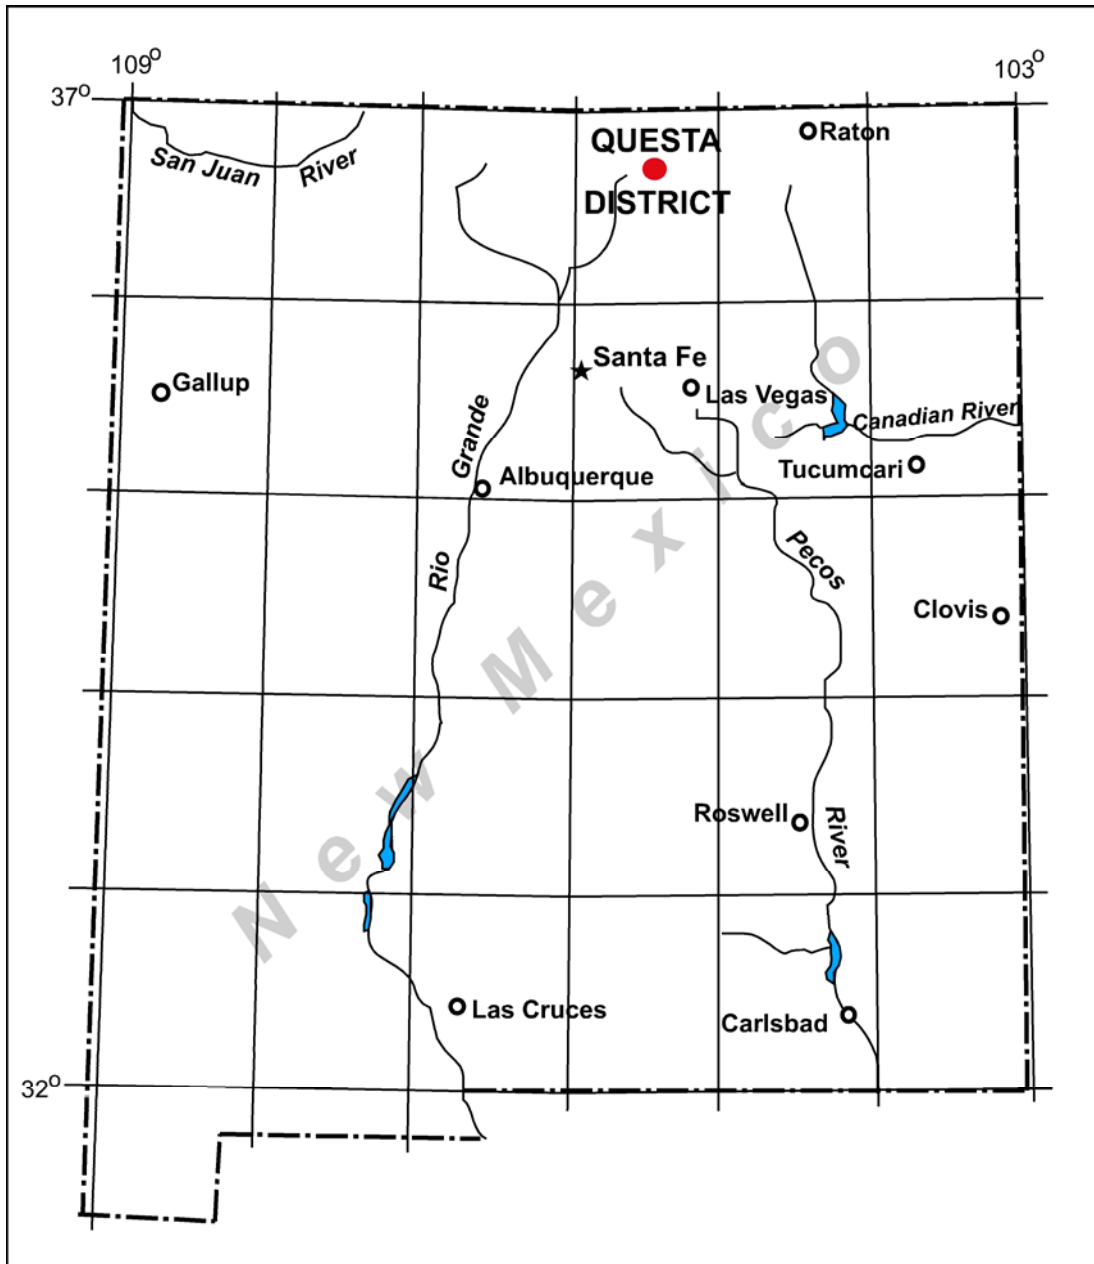 109°
103°
37°
Raton
QUESTA
DISTRICT
San Juan River
Santa Fe
Gallup
Las Vegas
Canadian River
Rio Grande
Albuquerque
Tucumcari
New Mexico
Pecos River
Clovis
Roswell
Las Cruces
Carlsbad
32°